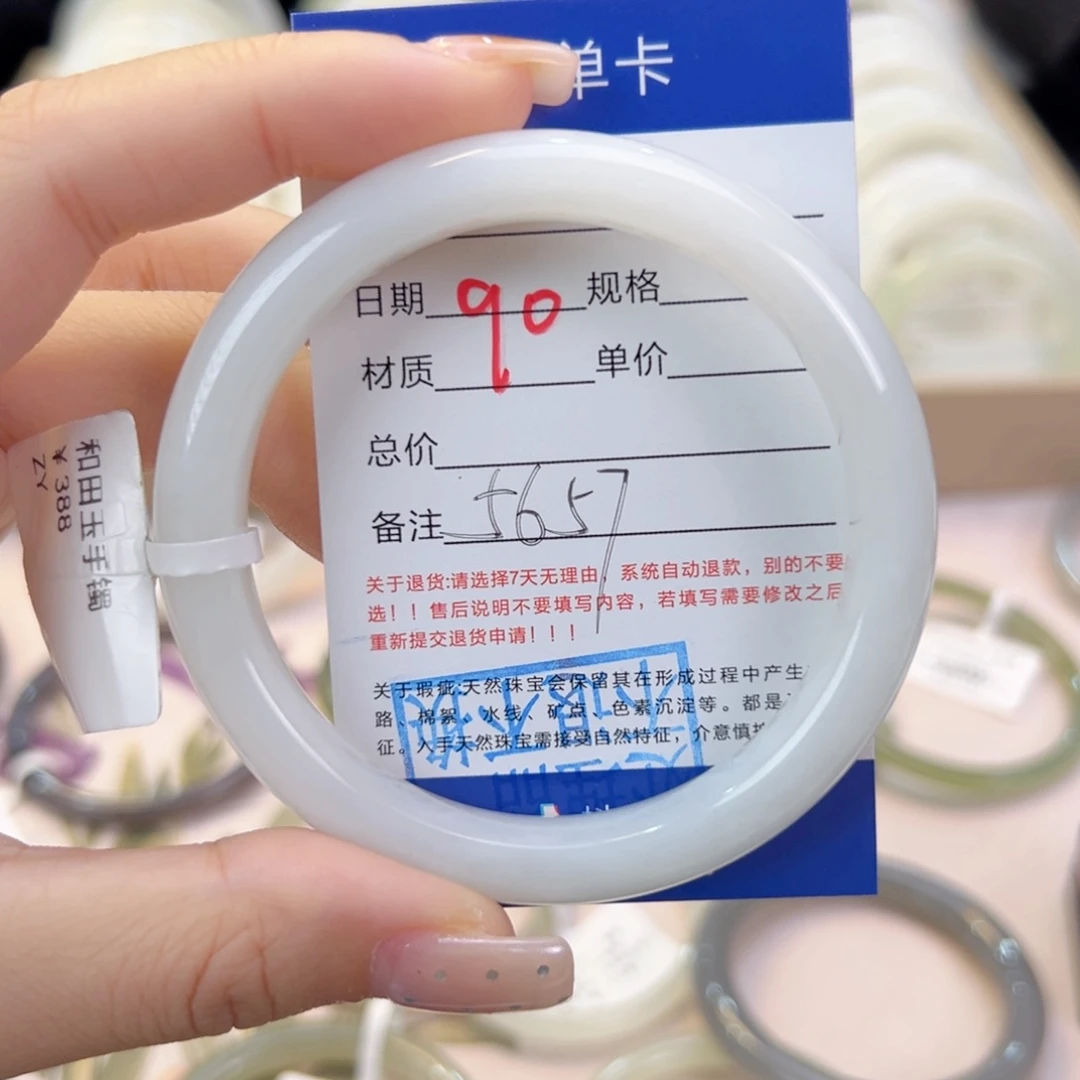 单卡
日期 90 规格
材质 单价
总价
备注 5657
关于退货:请选择7天无理由,系统自动退款,别的不要
选!!售后说明不要填写内容,若填写需要修改之后
重新提交退货申请!!!
关于瑕疵:天然珠宝会保留其在形成过程中产生
路、棉絮、水线、矿点、色素沉淀等。都是
征。入手天然珠宝需接受自然特征,介意慎拍
和田玉手镯
¥388
ZY